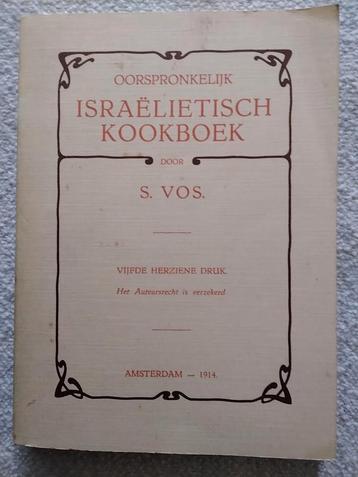 OORSPRONKELIJK
ISRAËLIETISCH
KOOKBOEK
DOOR
S. VOS.
VIJFDE HERZIENE DRUK.
Het Auteursrecht is verzekerd
AMSTERDAM — 1914.